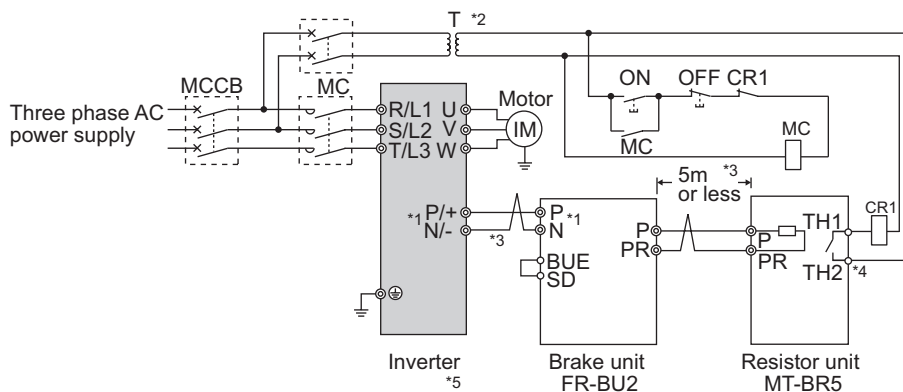 T *2
MCCB
MC
ON OFF CR1
MC
MC
Three phase AC
power supply
R/L1 U
S/L2 V
T/L3 W
Motor
IM
5m *3
or less
*1 P/+
N/-
*3
P *1
N
BUE
SD
P
PR
P
PR
TH1
TH2
CR1
*4
Inverter
*5
Brake unit
FR-BU2
Resistor unit
MT-BR5